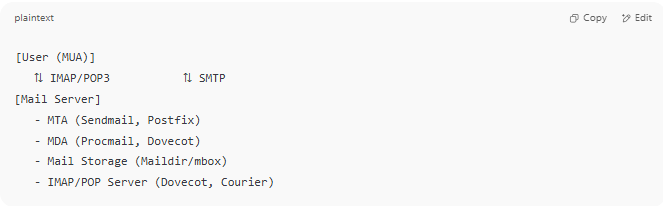 plaintext Copy Edit
[User (MUA)]
⇅ IMAP/POP3 ⇅ SMTP
[Mail Server]
- MTA (Sendmail, Postfix)
- MDA (Procmail, Dovecot)
- Mail Storage (Maildir/mbox)
- IMAP/POP Server (Dovecot, Courier)